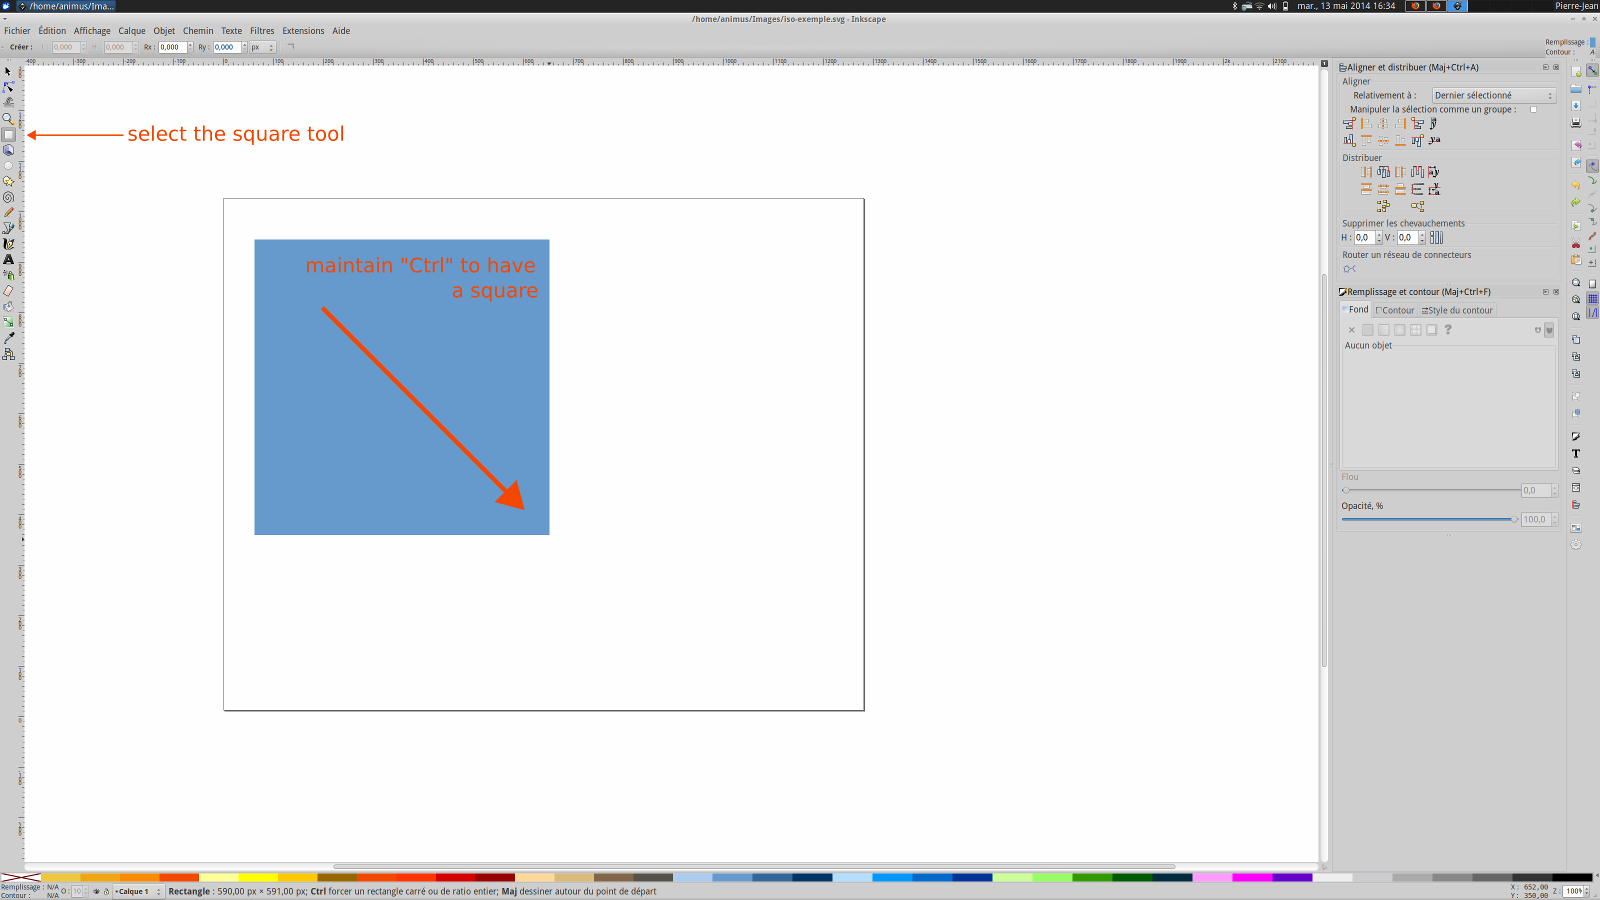 /home/animus/Ima...
mar., 13 mai 2014 16:34
Pierre-Jean
/home/animus/Images/iso-exemple.svg - Inkscape
Fichier Édition Affichage Calque Objet Chemin Texte Filtres Extensions Aide
Créer : 0,000 0,000 Rx : 0,000 Ry : 0,000 px
Remplissage :
Contour : A
select the square tool
maintain "Ctrl" to have
a square
Aligner et distribuer (Maj+Ctrl+A)
Aligner
Relativement à : Dernier sélectionné
Manipuler la sélection comme un groupe :
Distribuer
Supprimer les chevauchements
H : 0,0 V : 0,0
Router un réseau de connecteurs
Remplissage et contour (Maj+Ctrl+F)
Fond Contour Style du contour
Aucun objet
Flou
0,0
Opacité, %
100,0
Remplissage : N/A
Contour : N/A
O : 10
Calque 1
Rectangle : 590,00 px × 591,00 px; Ctrl forcer un rectangle carré ou de ratio entier; Maj dessiner autour du point de départ
X : 652,00
Y : 350,00
Z : 100%